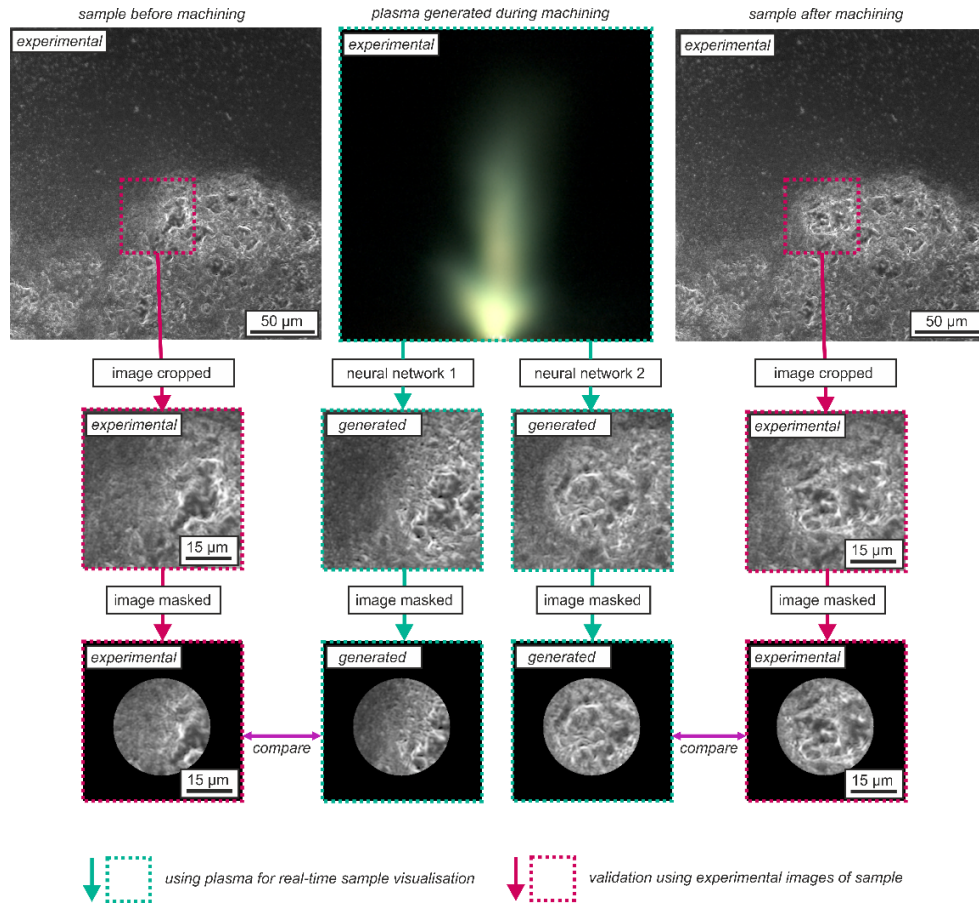 sample before machining
plasma generated during machining
sample after machining
experimental
experimental
experimental
50 µm
50 µm
image cropped
neural network 1
neural network 2
image cropped
experimental
generated
generated
experimental
15 µm
15 µm
image masked
image masked
image masked
image masked
experimental
generated
generated
experimental
compare
compare
15 µm
15 µm
using plasma for real-time sample visualisation
validation using experimental images of sample